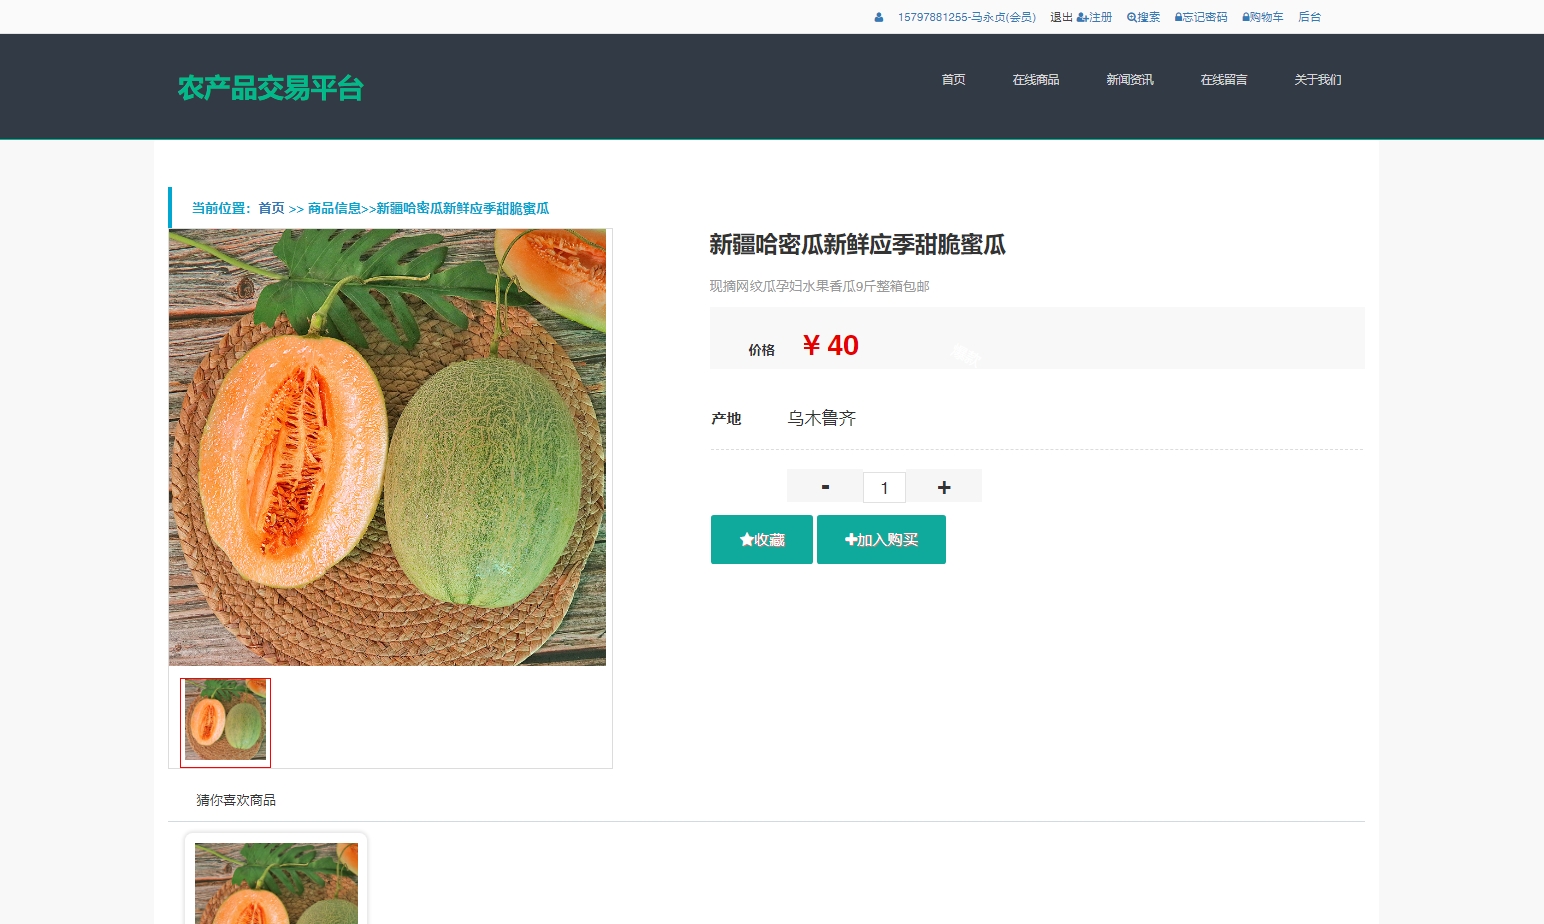 15797881255-马永贞(会员) 退出 注册 搜索 忘记密码 购物车 后台
农产品交易平台
首页 在线商品 新闻资讯 在线留言 关于我们
当前位置：首页 >> 商品信息>>新疆哈密瓜新鲜应季甜脆蜜瓜
新疆哈密瓜新鲜应季甜脆蜜瓜
现摘网纹瓜孕妇水果香瓜9斤整箱包邮
价格 ¥ 40
产地 乌木鲁齐
- 1 +
收藏 加入购买
猜你喜欢商品